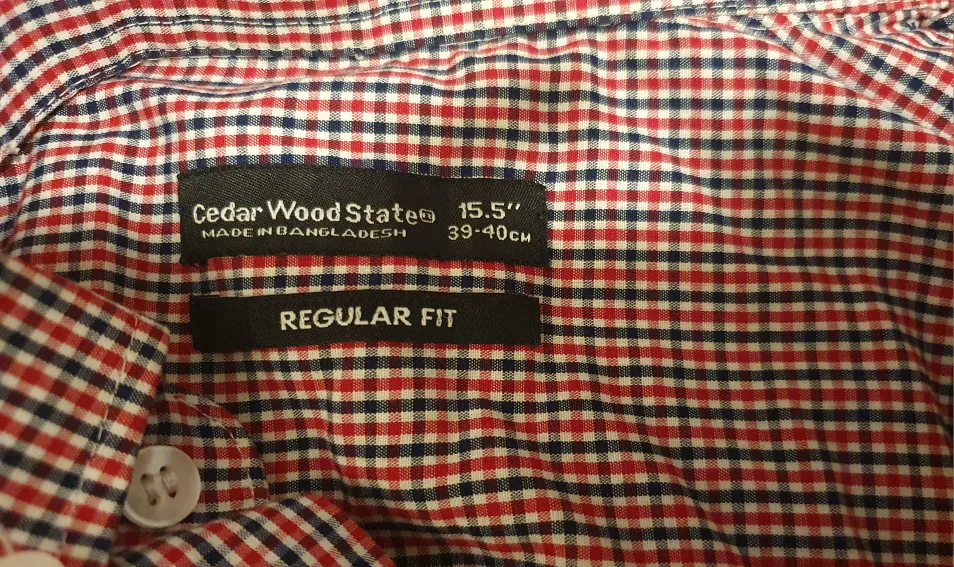 Cedar Wood State® 15.5"
MADE IN BANGLADESH 39-40CM
REGULAR FIT